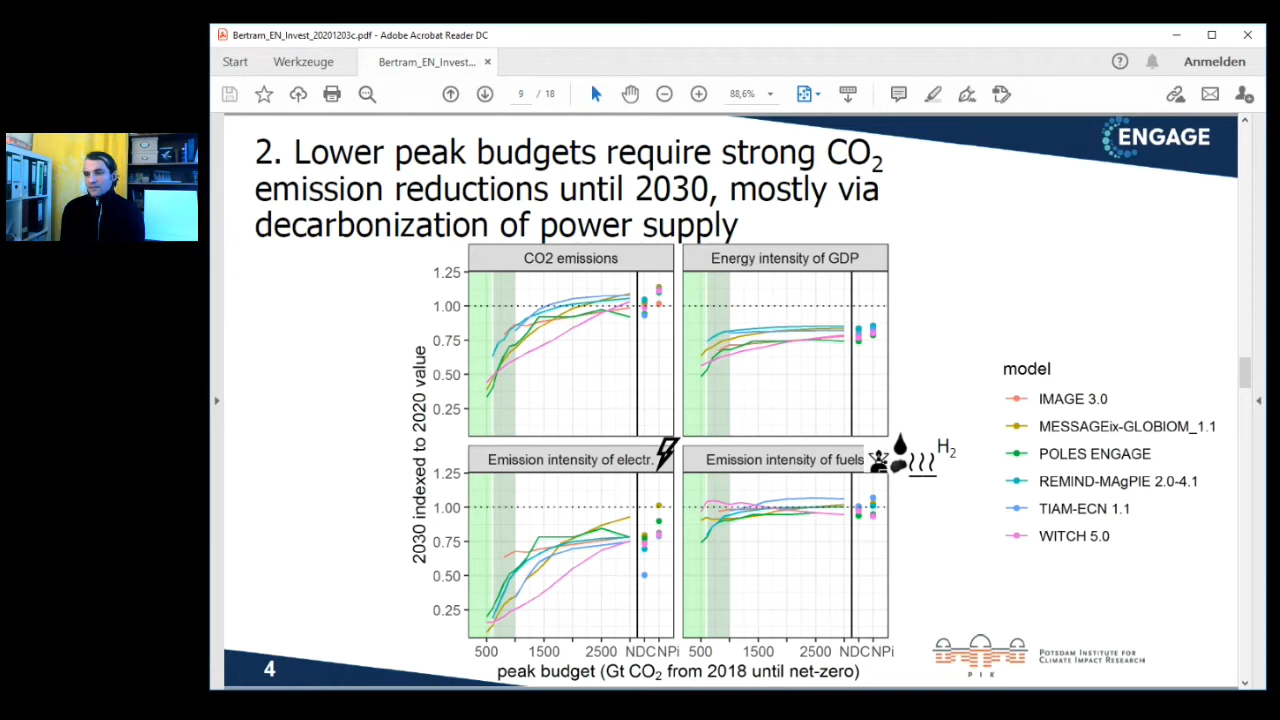 Bertram_EN_Invest_20201203c.pdf - Adobe Acrobat Reader DC
Start Werkzeuge Bertram_EN_Invest... × Anmelden
9 / 18 88,6%
ENGAGE
2. Lower peak budgets require strong CO2
emission reductions until 2030, mostly via
decarbonization of power supply
CO2 emissions Energy intensity of GDP
1.25
1.00
0.75
0.50
0.25
Emission intensity of electr. Emission intensity of fuels H2
1.25
1.00
0.75
0.50
0.25
2030 indexed to 2020 value
500 1500 2500 NDC NPi 500 1500 2500 NDC NPi
peak budget (Gt CO2 from 2018 until net-zero)
model
IMAGE 3.0
MESSAGEix-GLOBIOM_1.1
POLES ENGAGE
REMIND-MAgPIE 2.0-4.1
TIAM-ECN 1.1
WITCH 5.0
4
P I K
POTSDAM INSTITUTE FOR
CLIMATE IMPACT RESEARCH